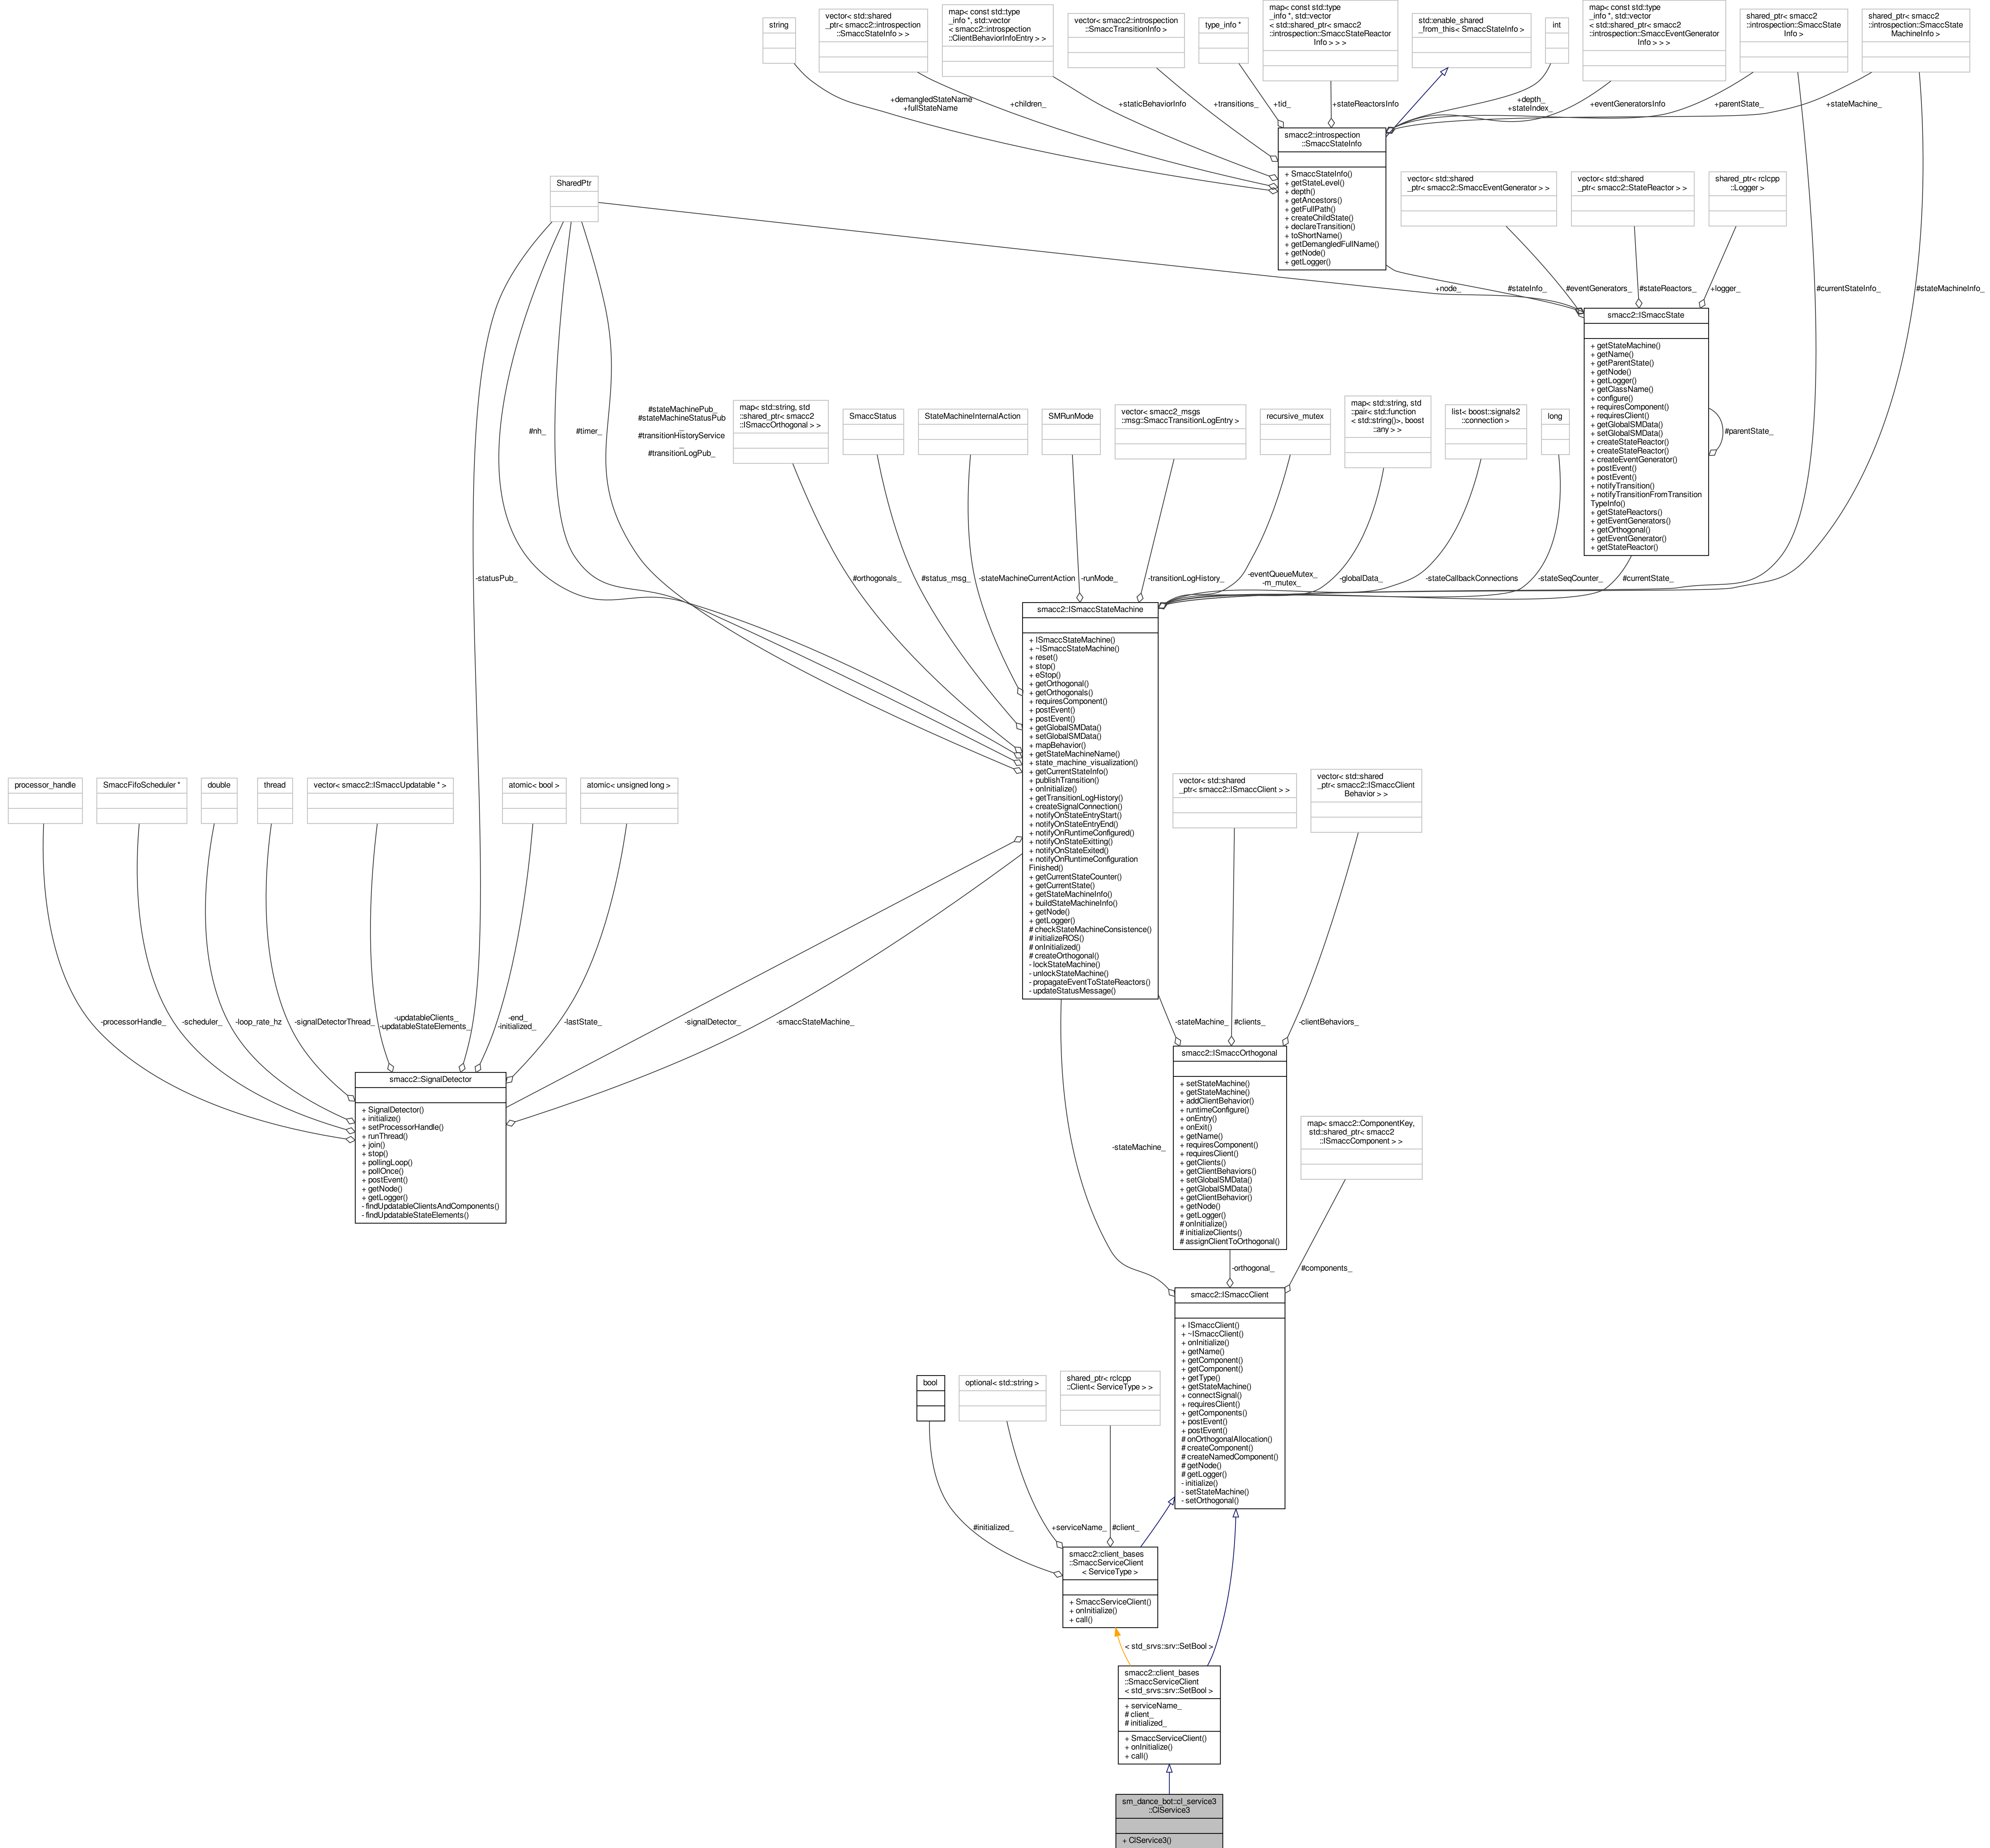 string
vector< std::shared
_ptr< smacc2::introspection
::SmaccStateInfo > >
map< const std::type
_info *, std::vector
< smacc2::introspection
::ClientBehaviorInfoEntry > >
vector< smacc2::introspection
::SmaccTransitionInfo >
type_info *
map< const std::type
_info *, std::vector
< std::shared_ptr< smacc2
::introspection::SmaccStateReactor
Info > > >
std::enable_shared
_from_this< SmaccStateInfo >
int
map< const std::type
_info *, std::vector
< std::shared_ptr< smacc2
::introspection::SmaccEventGenerator
Info > > >
shared_ptr< smacc2
::introspection::SmaccState
Info >
shared_ptr< smacc2
::introspection::SmaccState
MachineInfo >
+demangledStateName
+fullStateName
+children_
+staticBehaviorInfo
+transitions_
+tid_
+stateReactorsInfo
+depth_
+stateIndex_
+eventGeneratorsInfo
+parentState_
+stateMachine_
smacc2::introspection
::SmaccStateInfo
+ SmaccStateInfo()
+ getStateLevel()
+ depth()
+ getAncestors()
+ getFullPath()
+ createChildState()
+ declareTransition()
+ toShortName()
+ getDemangledFullName()
+ getNode()
+ getLogger()
SharedPtr
vector< std::shared
_ptr< smacc2::SmaccEventGenerator > >
vector< std::shared
_ptr< smacc2::StateReactor > >
shared_ptr< rclcpp
::Logger >
+node_
#stateInfo_
#eventGenerators_
#stateReactors_
+logger_
#currentStateInfo_
#stateMachineInfo_
smacc2::ISmaccState
+ getStateMachine()
+ getName()
+ getParentState()
+ getNode()
+ getLogger()
+ getClassName()
+ configure()
+ requiresComponent()
+ requiresClient()
+ getGlobalSMData()
+ setGlobalSMData()
+ createStateReactor()
+ createStateReactor()
+ createEventGenerator()
+ postEvent()
+ postEvent()
+ notifyTransition()
+ notifyTransitionFromTransition
TypeInfo()
+ getStateReactors()
+ getEventGenerators()
+ getOrthogonal()
+ getEventGenerator()
+ getStateReactor()
#parentState_
#nh_
#timer_
#stateMachinePub_
#stateMachineStatusPub
_
#transitionHistoryService
_
#transitionLogPub_
map< std::string, std
::shared_ptr< smacc2
::ISmaccOrthogonal > >
SmaccStatus
StateMachineInternalAction
SMRunMode
vector< smacc2_msgs
::msg::SmaccTransitionLogEntry >
recursive_mutex
map< std::string, std
::pair< std::function
< std::string()>, boost
::any > >
list< boost::signals2
::connection >
long
-statusPub_
#orthogonals_
#status_msg_
-stateMachineCurrentAction
-runMode_
-transitionLogHistory_
-eventQueueMutex_
-m_mutex_
-globalData_
-stateCallbackConnections
-stateSeqCounter_
#currentState_
smacc2::ISmaccStateMachine
+ ISmaccStateMachine()
+ ~ISmaccStateMachine()
+ reset()
+ stop()
+ eStop()
+ getOrthogonal()
+ getOrthogonals()
+ requiresComponent()
+ postEvent()
+ postEvent()
+ getGlobalSMData()
+ setGlobalSMData()
+ mapBehavior()
+ getStateMachineName()
+ state_machine_visualization()
+ getCurrentStateInfo()
+ publishTransition()
+ onInitialize()
+ getTransitionLogHistory()
+ createSignalConnection()
+ notifyOnStateEntryStart()
+ notifyOnStateEntryEnd()
+ notifyOnRuntimeConfigured()
+ notifyOnStateExitting()
+ notifyOnStateExited()
+ notifyOnRuntimeConfiguration
Finished()
+ getCurrentStateCounter()
+ getCurrentState()
+ getStateMachineInfo()
+ buildStateMachineInfo()
+ getNode()
+ getLogger()
# checkStateMachineConsistence()
# initializeROS()
# onInitialized()
# createOrthogonal()
- lockStateMachine()
- unlockStateMachine()
- propagateEventToStateReactors()
- updateStatusMessage()
processor_handle
SmaccFifoScheduler *
double
thread
vector< smacc2::ISmaccUpdatable * >
atomic< bool >
atomic< unsigned long >
vector< std::shared
_ptr< smacc2::ISmaccClient > >
vector< std::shared
_ptr< smacc2::ISmaccClient
Behavior > >
-processorHandle_
-scheduler_
-loop_rate_hz
-signalDetectorThread_
-updatableClients_
-updatableStateElements_
-end_
-initialized_
-lastState_
-signalDetector_
-smaccStateMachine_
-stateMachine_
#clients_
-clientBehaviors_
smacc2::SignalDetector
+ SignalDetector()
+ initialize()
+ setProcessorHandle()
+ runThread()
+ join()
+ stop()
+ pollingLoop()
+ pollOnce()
+ postEvent()
+ getNode()
+ getLogger()
- findUpdatableClientsAndComponents()
- findUpdatableStateElements()
smacc2::ISmaccOrthogonal
+ setStateMachine()
+ getStateMachine()
+ addClientBehavior()
+ runtimeConfigure()
+ onEntry()
+ onExit()
+ getName()
+ requiresComponent()
+ requiresClient()
+ getClients()
+ getClientBehaviors()
+ setGlobalSMData()
+ getGlobalSMData()
+ getClientBehavior()
+ getNode()
+ getLogger()
# onInitialize()
# initializeClients()
# assignClientToOrthogonal()
map< smacc2::ComponentKey,
std::shared_ptr< smacc2
::ISmaccComponent > >
-stateMachine_
-orthogonal_
#components_
smacc2::ISmaccClient
+ ISmaccClient()
+ ~ISmaccClient()
+ onInitialize()
+ getName()
+ getComponent()
+ getComponent()
+ getType()
+ getStateMachine()
+ connectSignal()
+ requiresClient()
+ getComponents()
+ postEvent()
+ postEvent()
# onOrthogonalAllocation()
# createComponent()
# createNamedComponent()
# getNode()
# getLogger()
- initialize()
- setStateMachine()
- setOrthogonal()
bool
optional< std::string >
shared_ptr< rclcpp
::Client< ServiceType > >
#initialized_
+serviceName_
#client_
smacc2::client_bases
::SmaccServiceClient
< ServiceType >
+ SmaccServiceClient()
+ onInitialize()
+ call()
< std_srvs::srv::SetBool >
smacc2::client_bases
::SmaccServiceClient
< std_srvs::srv::SetBool >
+ serviceName_
# client_
# initialized_
+ SmaccServiceClient()
+ onInitialize()
+ call()
sm_dance_bot::cl_service3
::ClService3
+ ClService3()